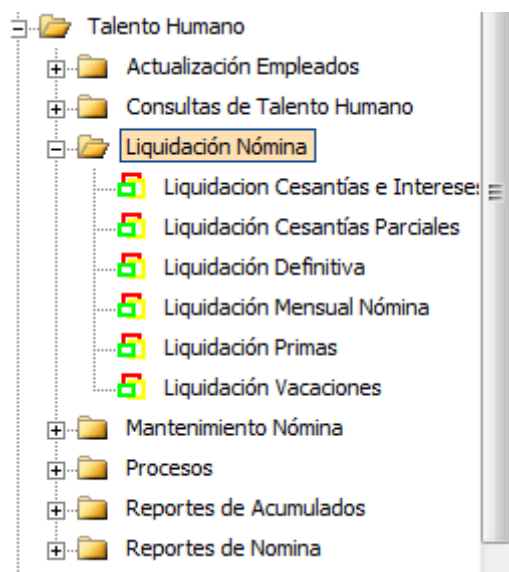 Talento Humano
Actualización Empleados
Consultas de Talento Humano
Liquidación Nómina
Liquidacion Cesantías e Intereses
Liquidación Cesantías Parciales
Liquidación Definitiva
Liquidación Mensual Nómina
Liquidación Primas
Liquidación Vacaciones
Mantenimiento Nómina
Procesos
Reportes de Acumulados
Reportes de Nomina